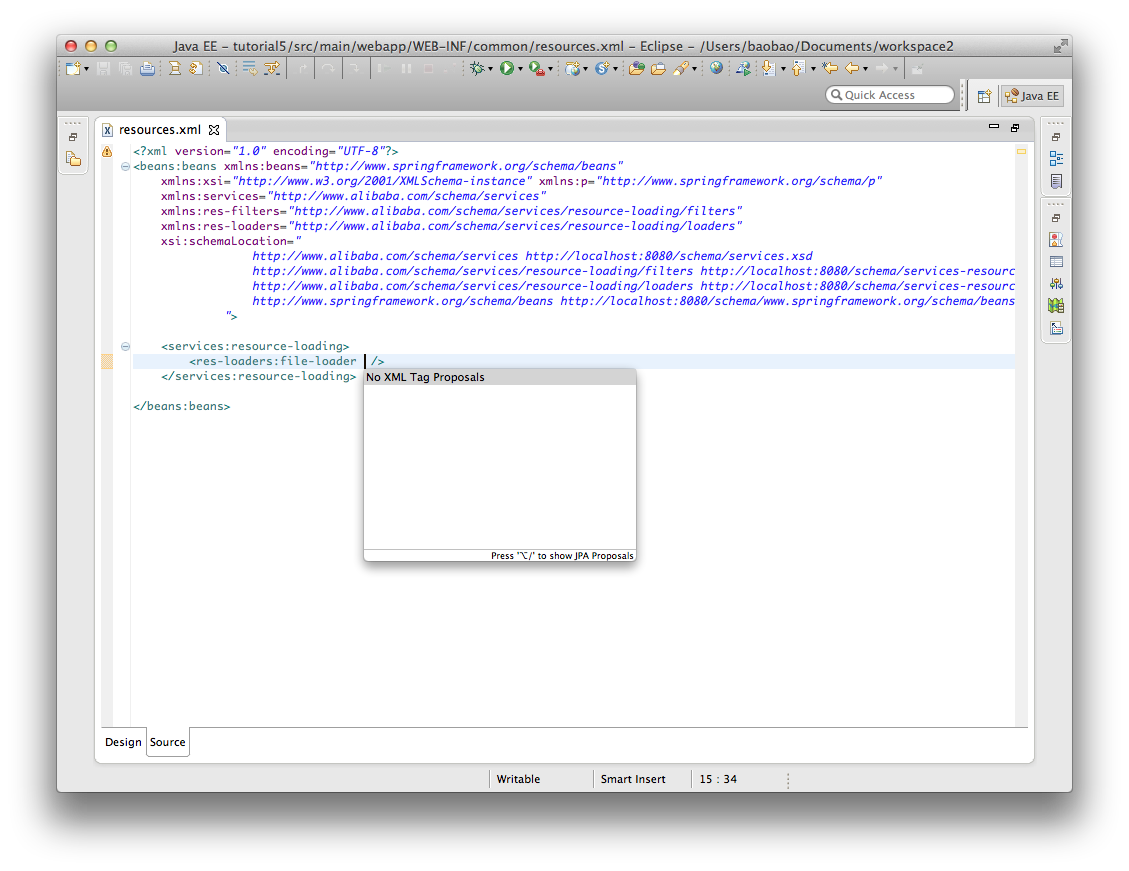 Java EE – tutorial5/src/main/webapp/WEB-INF/common/resources.xml – Eclipse – /Users/baobao/Documents/workspace2
Quick Access
Java EE
resources.xml
<?xml version="1.0" encoding="UTF-8"?>
<beans:beans xmlns:beans="http://www.springframework.org/schema/beans"
xmlns:xsi="http://www.w3.org/2001/XMLSchema-instance" xmlns:p="http://www.springframework.org/schema/p"
xmlns:services="http://www.alibaba.com/schema/services"
xmlns:res-filters="http://www.alibaba.com/schema/services/resource-loading/filters"
xmlns:res-loaders="http://www.alibaba.com/schema/services/resource-loading/loaders"
xsi:schemaLocation="
http://www.alibaba.com/schema/services http://localhost:8080/schema/services.xsd
http://www.alibaba.com/schema/services/resource-loading/filters http://localhost:8080/schema/services-resourc
http://www.alibaba.com/schema/services/resource-loading/loaders http://localhost:8080/schema/services-resourc
http://www.springframework.org/schema/beans http://localhost:8080/schema/www.springframework.org/schema/beans
">
<services:resource-loading>
<res-loaders:file-loader />
</services:resource-loading>
No XML Tag Proposals
</beans:beans>
Press '⌥/' to show JPA Proposals
Design Source
Writable Smart Insert 15 : 34